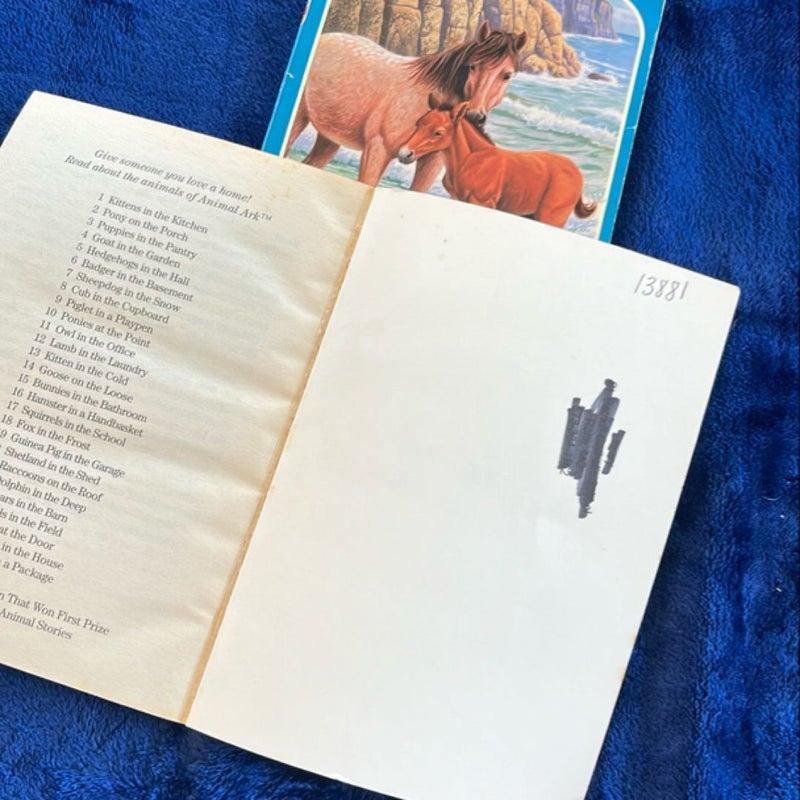 Give someone you love a home!
Read about the animals of Animal Ark™
1 Kittens in the Kitchen
2 Pony on the Porch
3 Puppies in the Pantry
4 Goat in the Garden
5 Hedgehogs in the Hall
6 Badger in the Basement
7 Sheepdog in the Snow
8 Cub in the Cupboard
9 Piglet in a Playpen
10 Ponies at the Point
11 Owl in the Office
12 Lamb in the Laundry
13 Kitten in the Cold
14 Goose on the Loose
15 Bunnies in the Bathroom
16 Hamster in a Handbasket
17 Squirrels in the School
18 Fox in the Frost
9 Guinea Pig in the Garage
Shetland in the Shed
Raccoons on the Roof
olphin in the Deep
ars in the Barn
ls in the Field
at the Door
in the House
a Package
n That Won First Prize
Animal Stories
13881